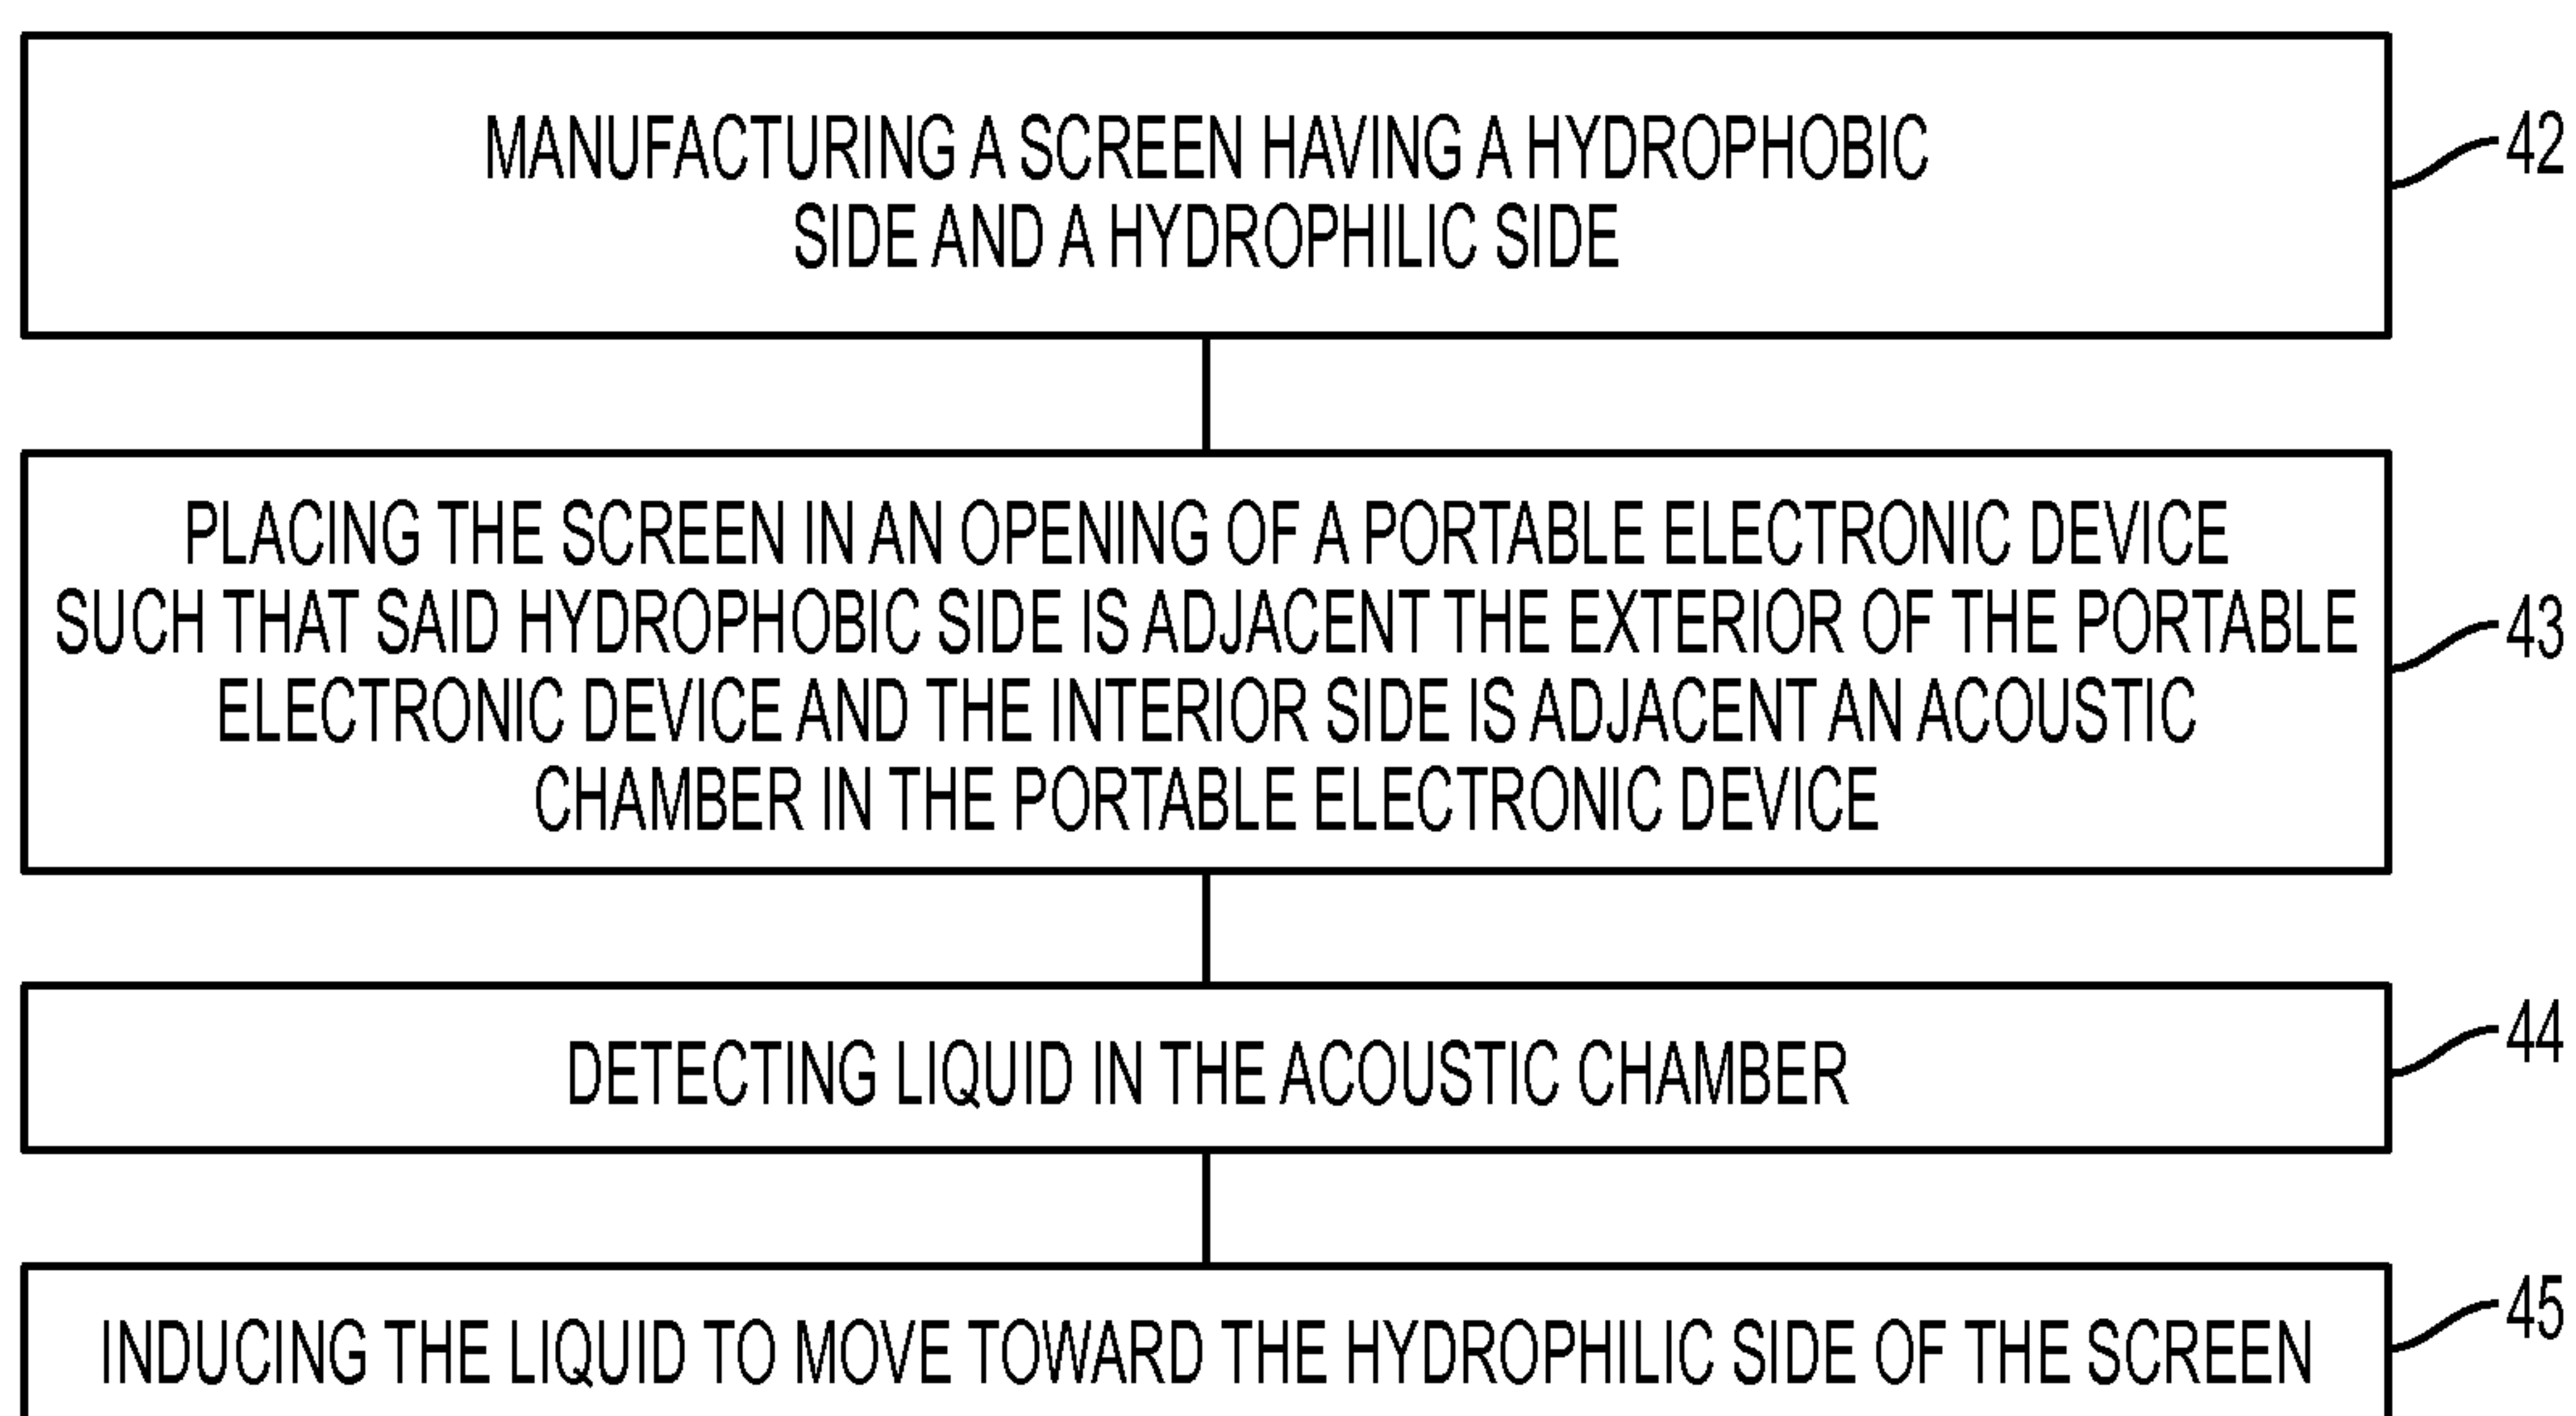 MANUFACTURING A SCREEN HAVING A HYDROPHOBIC
SIDE AND A HYDROPHILIC SIDE
42
PLACING THE SCREEN IN AN OPENING OF A PORTABLE ELECTRONIC DEVICE
SUCH THAT SAID HYDROPHOBIC SIDE IS ADJACENT THE EXTERIOR OF THE PORTABLE
ELECTRONIC DEVICE AND THE INTERIOR SIDE IS ADJACENT AN ACOUSTIC
CHAMBER IN THE PORTABLE ELECTRONIC DEVICE
43
DETECTING LIQUID IN THE ACOUSTIC CHAMBER
44
INDUCING THE LIQUID TO MOVE TOWARD THE HYDROPHILIC SIDE OF THE SCREEN
45